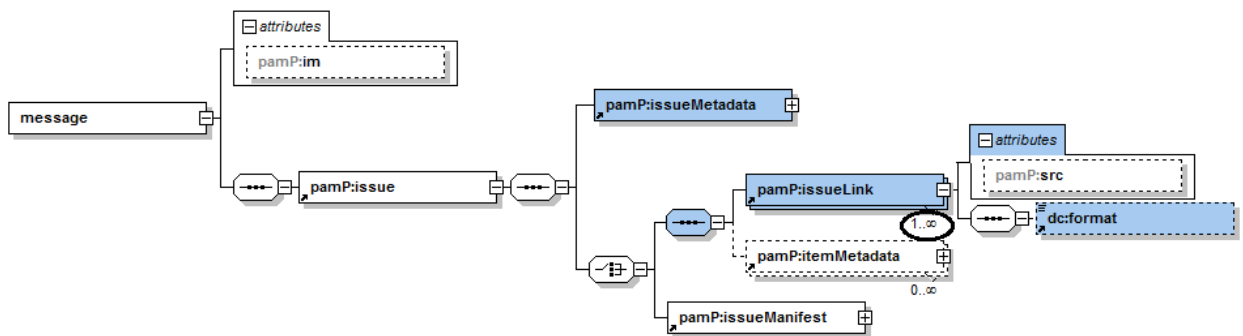 attributes
pamP:im
message
pamP:issue
pamP:issueMetadata
pamP:issueLink
1..∞
attributes
pamP:src
dc:format
pamP:itemMetadata
0..∞
pamP:issueManifest